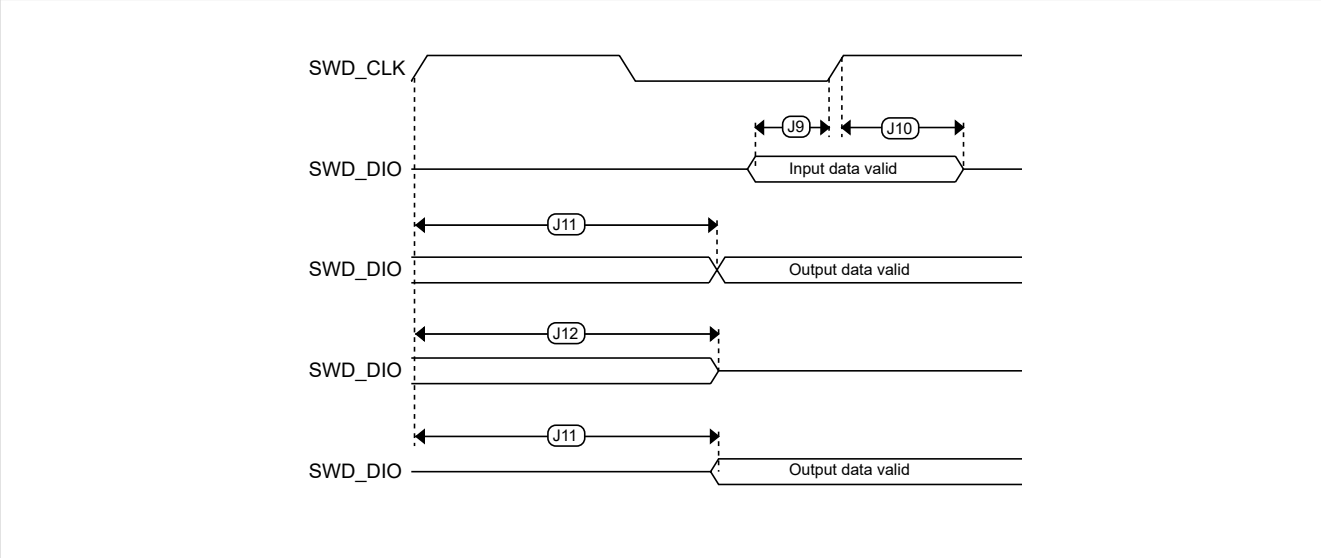 SWD_CLK
J9
J10
SWD_DIO
Input data valid
J11
SWD_DIO
Output data valid
J12
SWD_DIO
J11
SWD_DIO
Output data valid